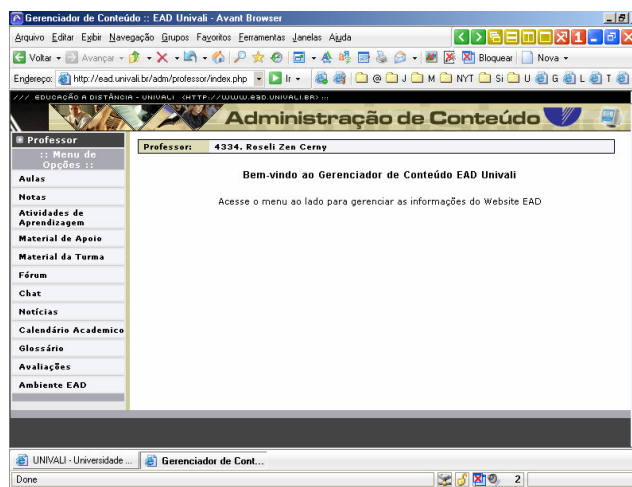 Gerenciador de Conteúdo :: EAD Univali - Avant Browser
Arquivo Editar Exibir Navegação Grupos Favoritos Ferramentas Janelas Ajuda
Voltar Avançar Bloquear Nova
Endereço: http://ead.univali.br/adm/professor/index.php Ir @ J M NYT Si U G L T
/// EDUCAÇÃO A DISTÂNCIA - UNIVALI <HTTP://WWW.EAD.UNIVALI.BR> ...
Administração de Conteúdo
Professor
:: Menu de
Opções ::
Aulas
Notas
Atividades de
Aprendizagem
Material de Apoio
Material da Turma
Fórum
Chat
Notícias
Calendário Academico
Glossário
Avaliações
Ambiente EAD
Professor: 4334. Roseli Zen Cerny
Bem-vindo ao Gerenciador de Conteúdo EAD Univali
Acesse o menu ao lado para gerenciar as informações do Website EAD
UNIVALI - Universidade ... Gerenciador de Cont...
Done 2